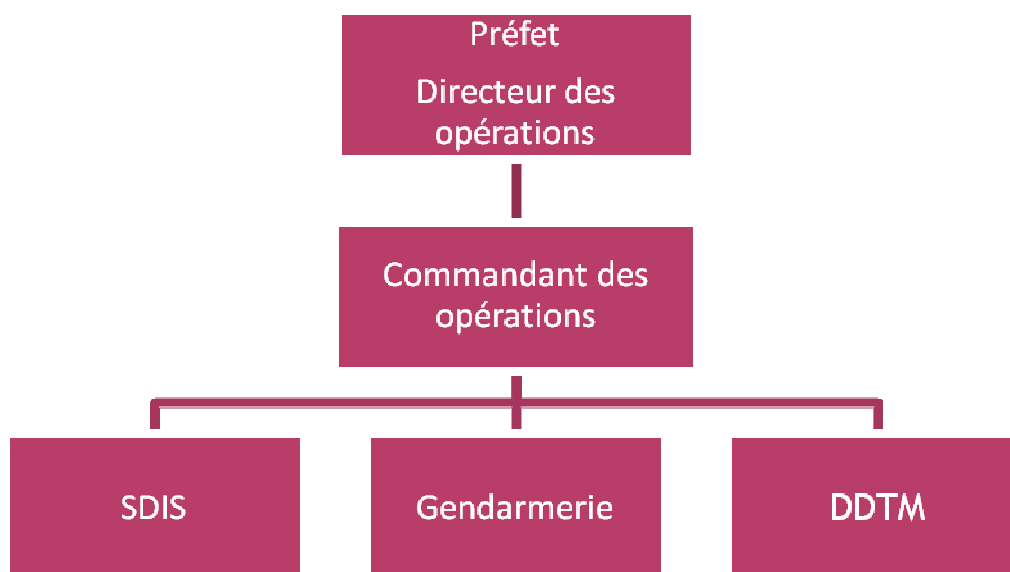 Préfet
Directeur des
opérations
Commandant des
opérations
SDIS
Gendarmerie
DDTM